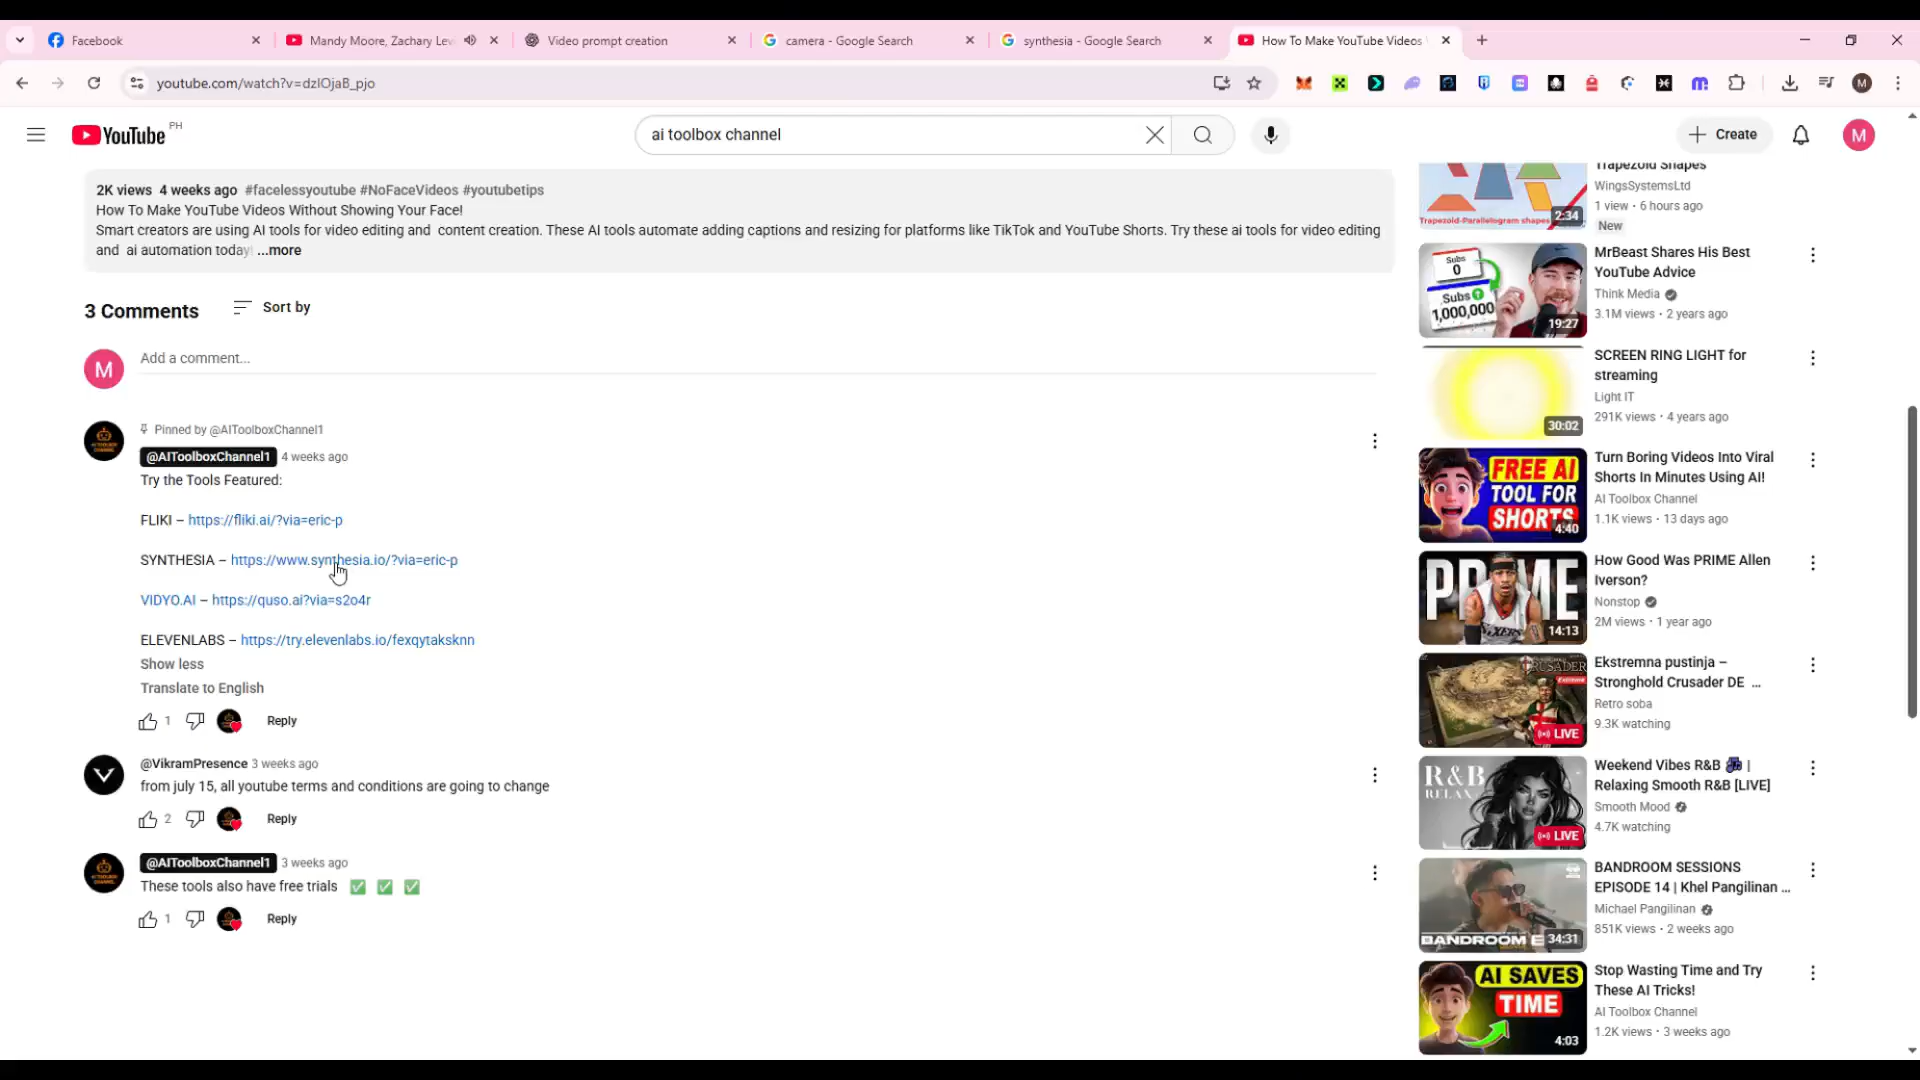 Facebook
Mandy Moore, Zachary Lev
Video prompt creation
camera - Google Search
synthesia - Google Search
How To Make YouTube Videos
youtube.com/watch?v=dzIOjaB_pjo
M
YouTube PH
ai toolbox channel
Create
M
2K views 4 weeks ago #facelessyoutube #NoFaceVideos #youtubetips
How To Make YouTube Videos Without Showing Your Face!
Smart creators are using AI tools for video editing and content creation. These AI tools automate adding captions and resizing for platforms like TikTok and YouTube Shorts. Try these ai tools for video editing
and ai automation today! ...more
3 Comments
Sort by
M
Add a comment...
Pinned by @AIToolboxChannel1
@AIToolboxChannel1 4 weeks ago
Try the Tools Featured:
FLIKI – https://fliki.ai/?via=eric-p
SYNTHESIA – https://www.synthesia.io/?via=eric-p
VIDYO.AI – https://quso.ai?via=s2o4r
ELEVENLABS – https://try.elevenlabs.io/fexqytaksknn
Show less
Translate to English
1
Reply
@VikramPresence 3 weeks ago
from july 15, all youtube terms and conditions are going to change
2
Reply
@AIToolboxChannel1 3 weeks ago
These tools also have free trials ✅ ✅ ✅
1
Reply
Trapezoid-Parallelogram shapes
2:34
Trapezoid Shapes
WingsSystemsLtd
1 view • 6 hours ago
New
Subs
0
Subs
1,000,000
19:27
MrBeast Shares His Best
YouTube Advice
Think Media
3.1M views • 2 years ago
30:02
SCREEN RING LIGHT for
streaming
Light IT
291K views • 4 years ago
FREE AI
TOOL FOR
SHORTS
4:40
Turn Boring Videos Into Viral
Shorts In Minutes Using AI!
AI Toolbox Channel
1.1K views • 13 days ago
PRIME
14:13
How Good Was PRIME Allen
Iverson?
Nonstop
2M views • 1 year ago
LIVE
Ekstremna pustinja –
Stronghold Crusader DE ...
Retro soba
9.3K watching
R&B
RELAX
LIVE
Weekend Vibes R&B 🎆 |
Relaxing Smooth R&B [LIVE]
Smooth Mood
4.7K watching
BANDROOM E
34:31
BANDROOM SESSIONS
EPISODE 14 | Khel Pangilinan ...
Michael Pangilinan
851K views • 2 weeks ago
AI SAVES
TIME
4:03
Stop Wasting Time and Try
These AI Tricks!
AI Toolbox Channel
1.2K views • 3 weeks ago